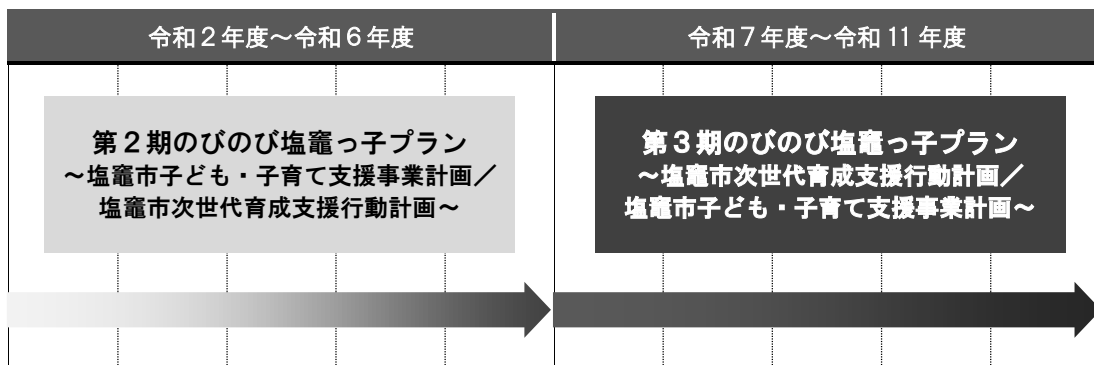 令和2年度～令和6年度
令和7年度～令和11年度
第2期のびのび塩竈っ子プラン
～塩竈市子ども・子育て支援事業計画／
塩竈市次世代育成支援行動計画～
第3期のびのび塩竈っ子プラン
～塩竈市次世代育成支援行動計画／
塩竈市子ども・子育て支援事業計画～